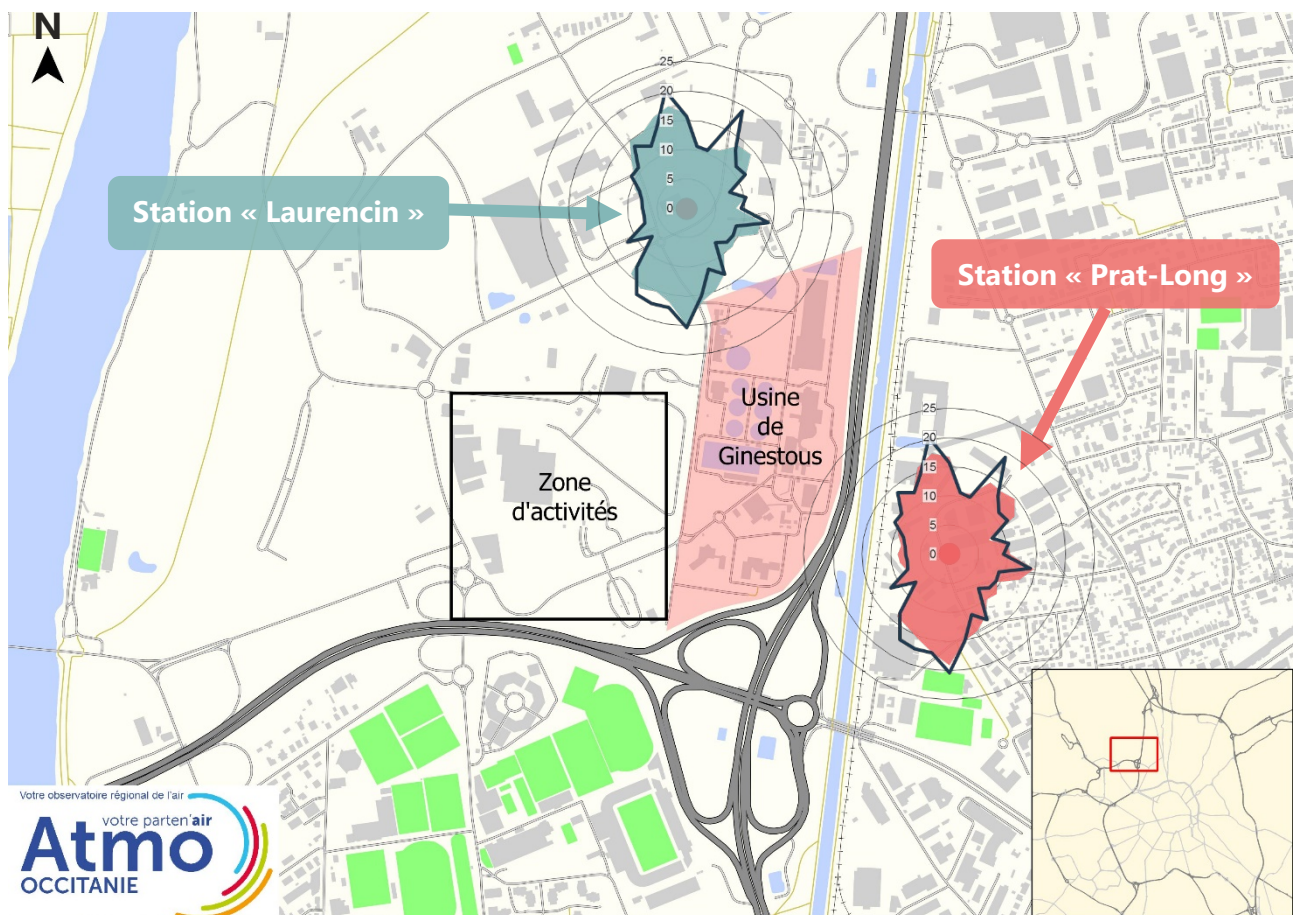 N
25
20
15
10
5
0
Station « Laurencin »
Station « Prat-Long »
25
20
15
10
5
0
Usine
de
Ginestous
Zone
d'activités
Votre observatoire régional de l'air
votre parten'air
Atmo
OCCITANIE